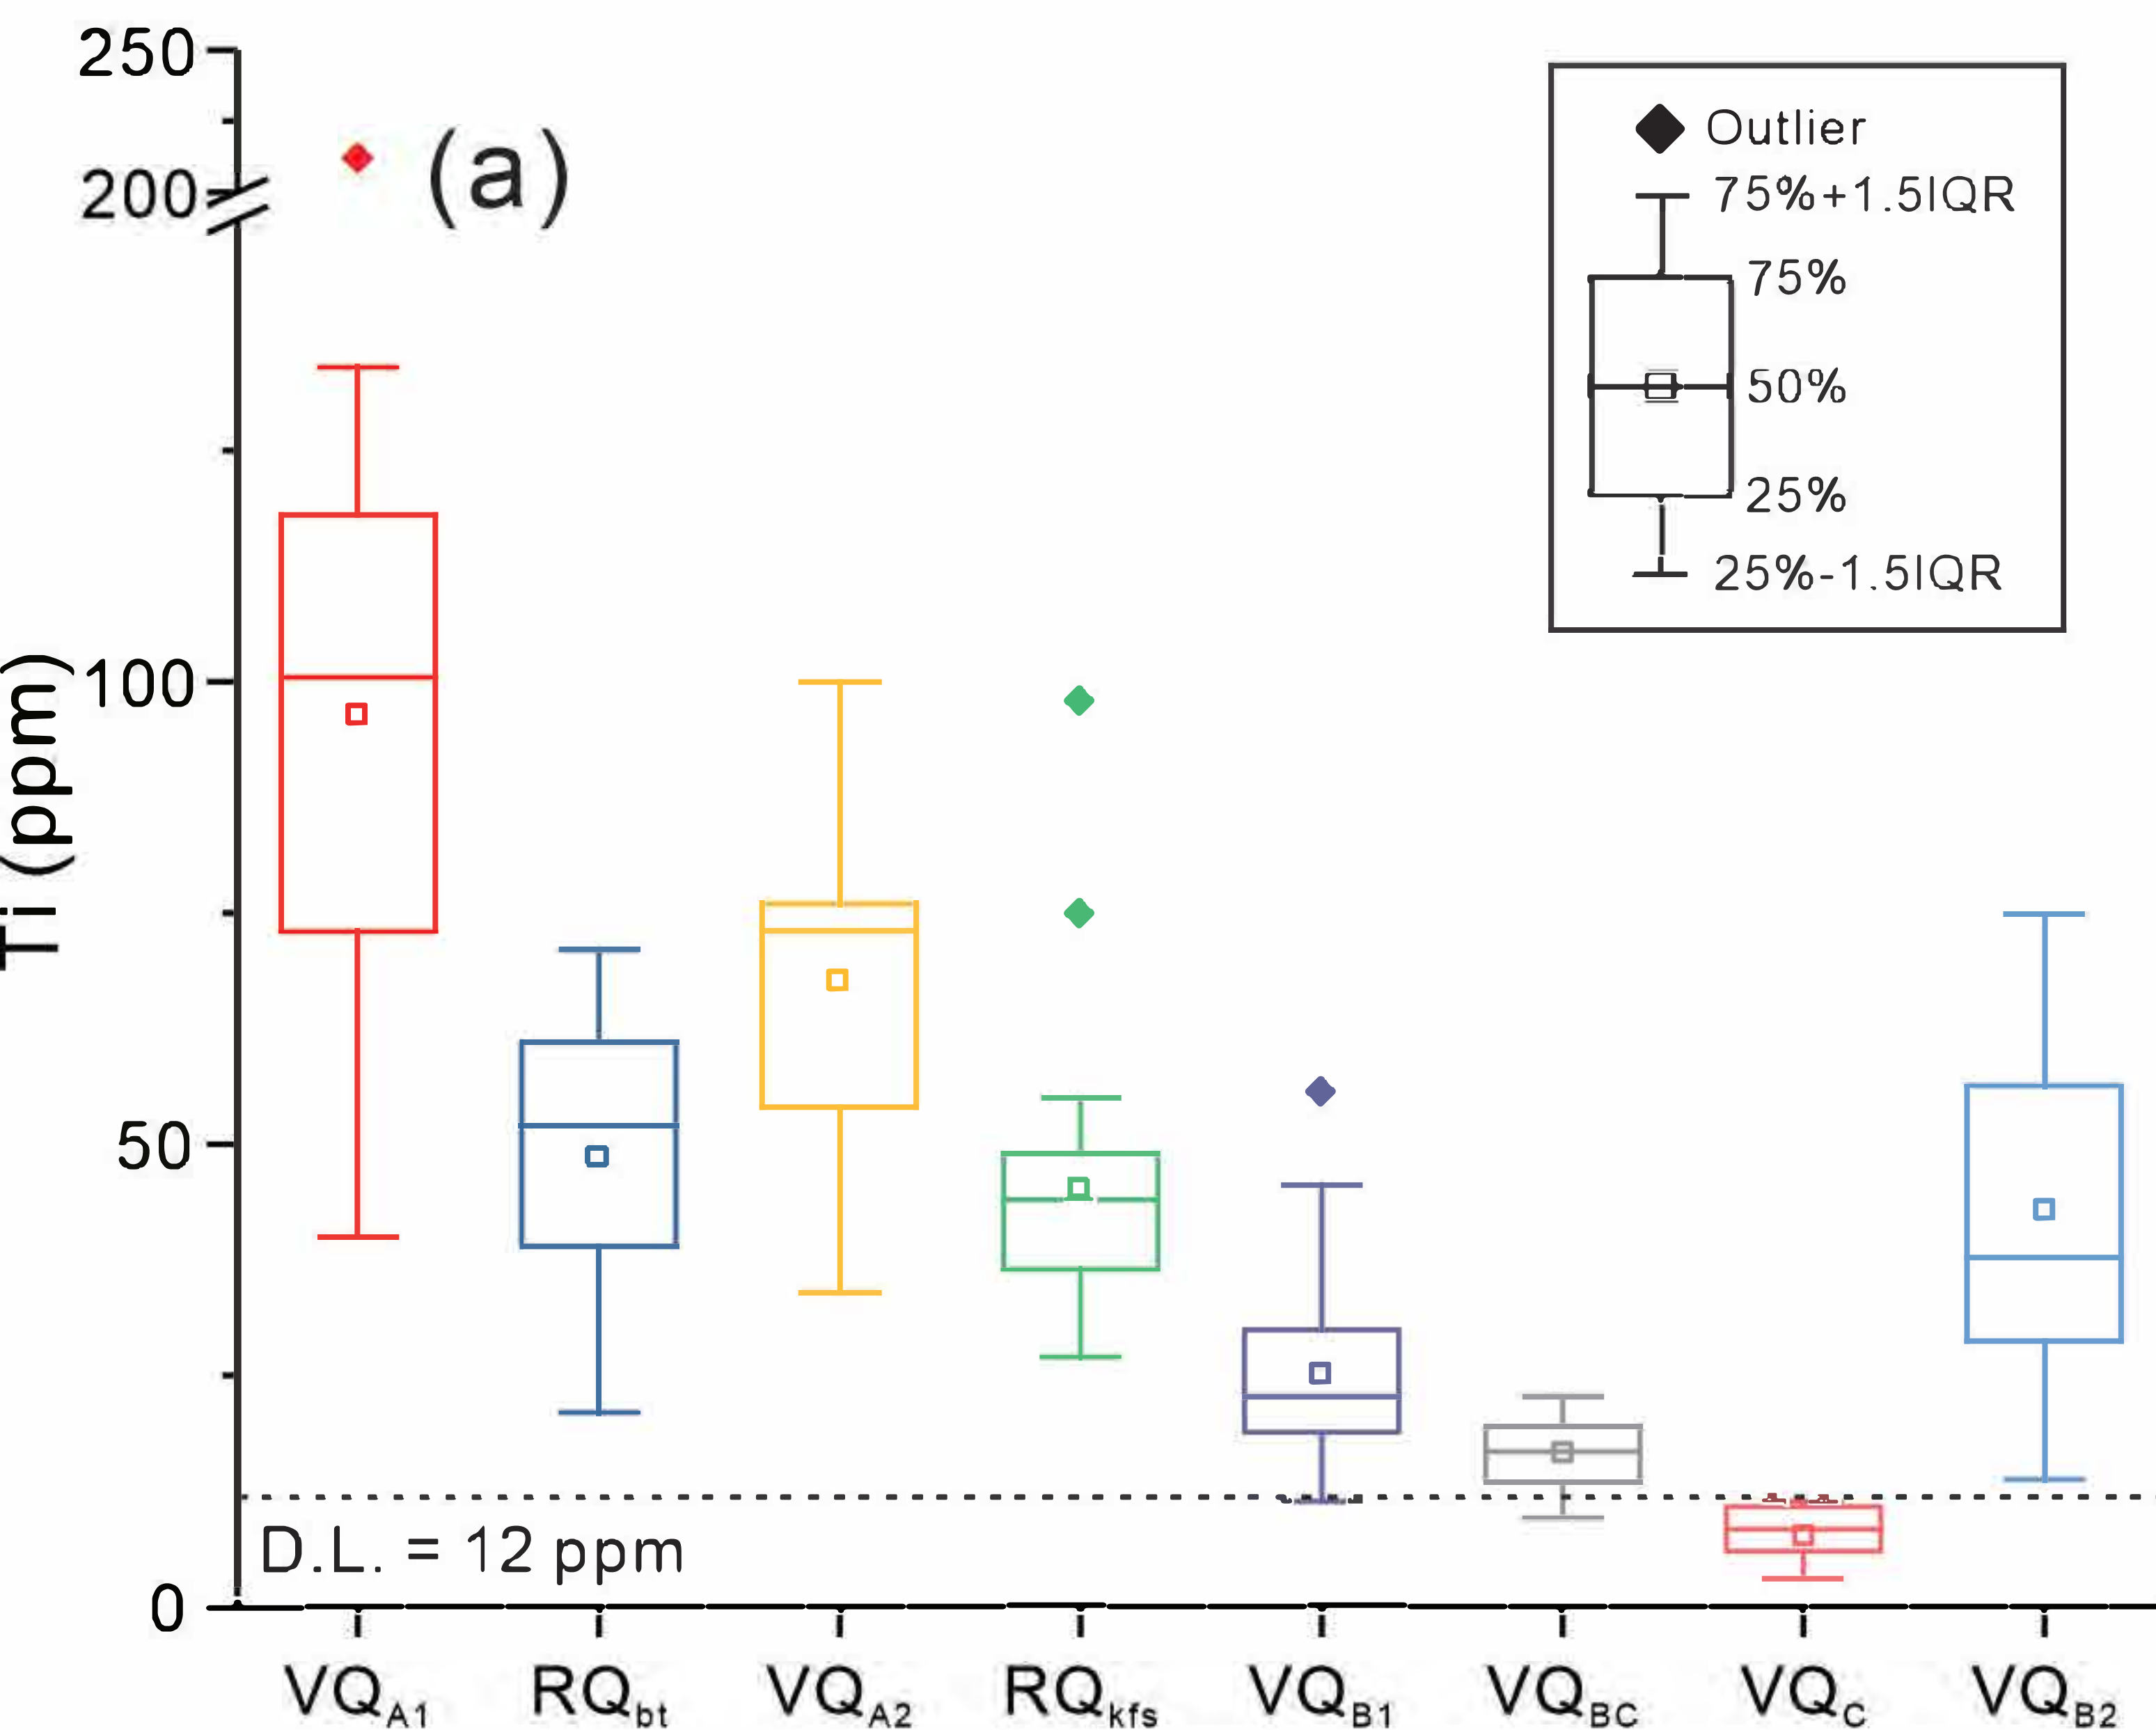 250
200
(a)
Outlier
75%+1.5IQR
75%
50%
25%
25%-1.5IQR
100
50
0
Ti (ppm)
D.L. = 12 ppm
VQA1 RQbt VQA2 RQkfs VQB1 VQBC VQC VQB2